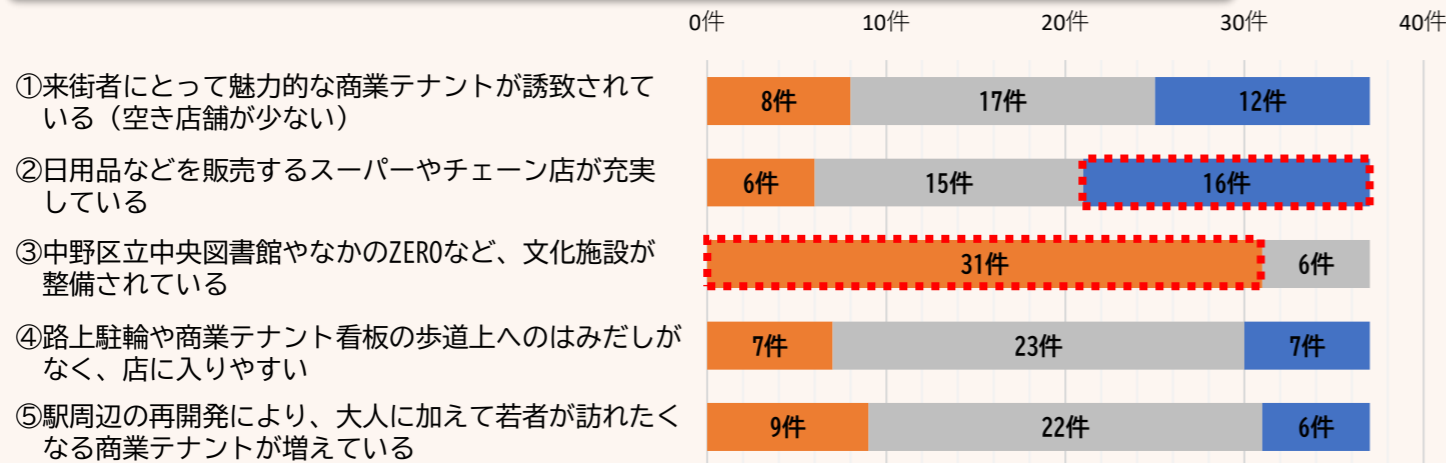 0件 10件 20件 30件 40件
①来街者にとって魅力的な商業テナントが誘致されて
いる（空き店舗が少ない）
8件 17件 12件
②日用品などを販売するスーパーやチェーン店が充実
している
6件 15件 16件
③中野区立中央図書館やなかのZEROなど、文化施設が
整備されている
31件 6件
④路上駐輪や商業テナント看板の歩道上へのはみだしが
なく、店に入りやすい
7件 23件 7件
⑤駅周辺の再開発により、大人に加えて若者が訪れたく
なる商業テナントが増えている
9件 22件 6件